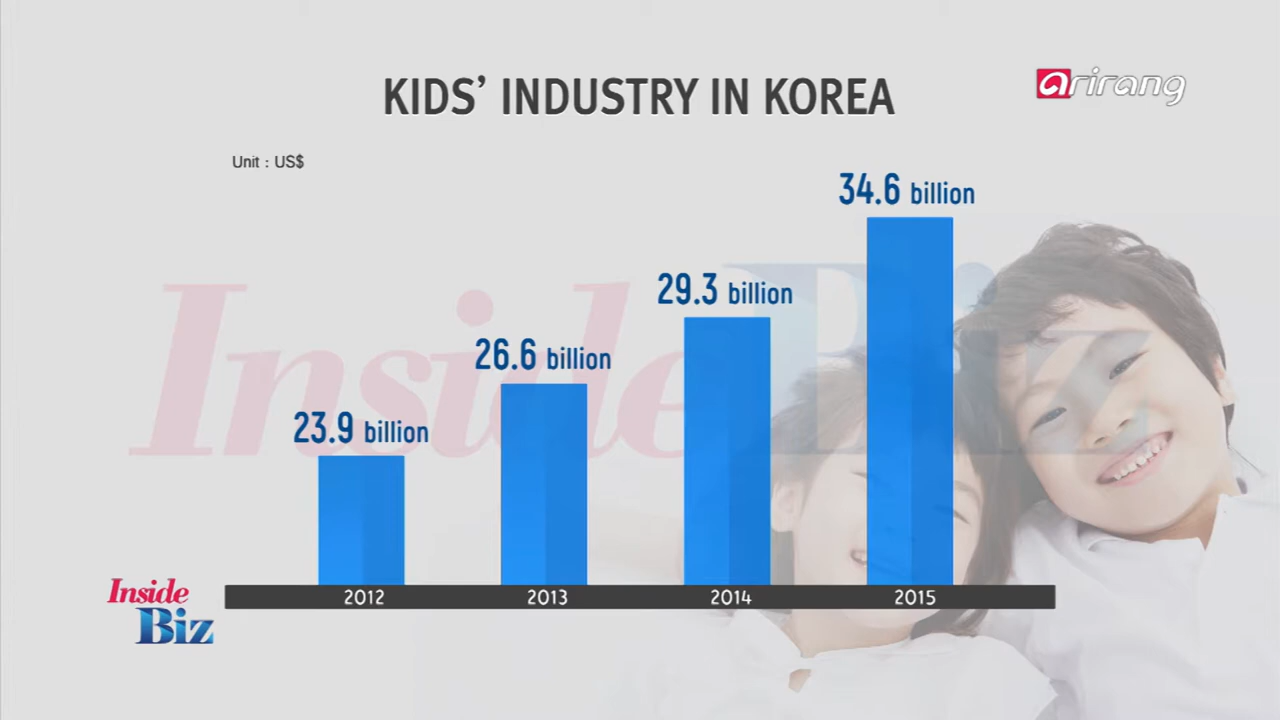 KIDS' INDUSTRY IN KOREA
arirang
Unit : US$
34.6 billion
29.3 billion
26.6 billion
23.9 billion
Inside Biz
2012 2013 2014 2015
Inside
Biz